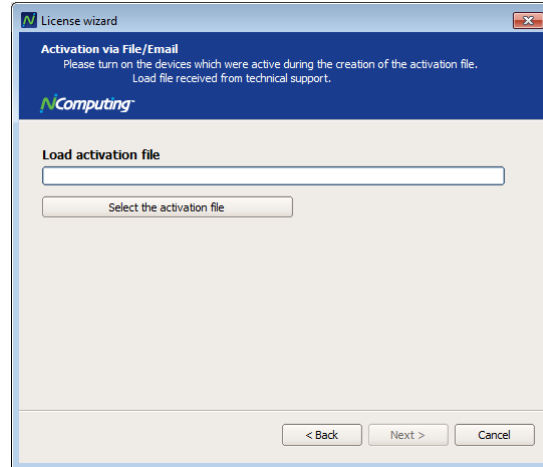 License wizard
Activation via File/Email
Please turn on the devices which were active during the creation of the activation file.
Load file received from technical support.
NComputing
Load activation file
Select the activation file
< Back
Next >
Cancel